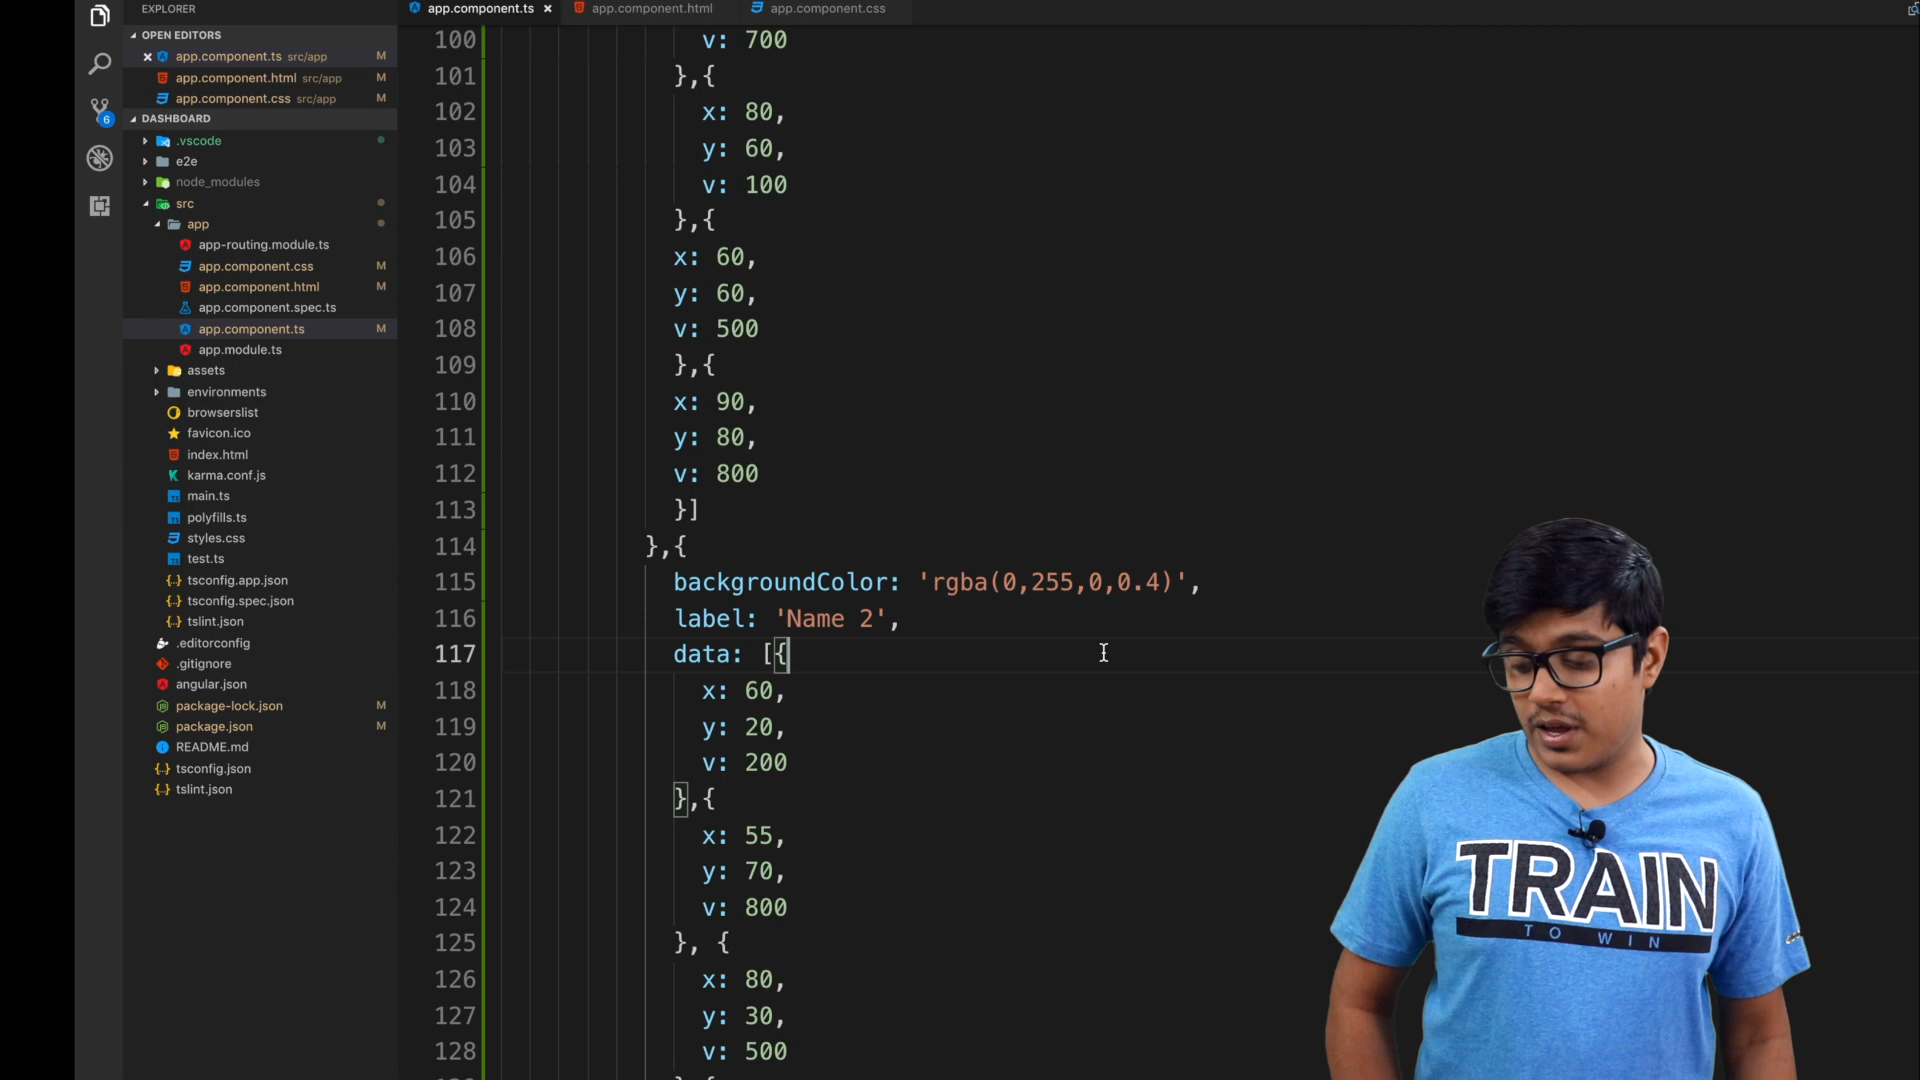 EXPLORER
OPEN EDITORS
app.component.ts src/app M
app.component.html src/app M
app.component.css src/app M
6
DASHBOARD
.vscode
e2e
node_modules
src
app
app-routing.module.ts
app.component.css M
app.component.html M
app.component.spec.ts
app.component.ts M
app.module.ts
assets
environments
browserslist
favicon.ico
index.html
karma.conf.js
main.ts
polyfills.ts
styles.css
test.ts
tsconfig.app.json
tsconfig.spec.json
tslint.json
.editorconfig
.gitignore
angular.json
package-lock.json M
package.json M
README.md
tsconfig.json
tslint.json
app.component.ts app.component.html app.component.css
100 v: 700
101 },{
102 x: 80,
103 y: 60,
104 v: 100
105 },{
106 x: 60,
107 y: 60,
108 v: 500
109 },{
110 x: 90,
111 y: 80,
112 v: 800
113 }]
114 },{
115 backgroundColor: 'rgba(0,255,0,0.4)',
116 label: 'Name 2',
117 data: [{
118 x: 60,
119 y: 20,
120 v: 200
121 },{
122 x: 55,
123 y: 70,
124 v: 800
125 }, {
126 x: 80,
127 y: 30,
128 v: 500
TRAIN
TO WIN